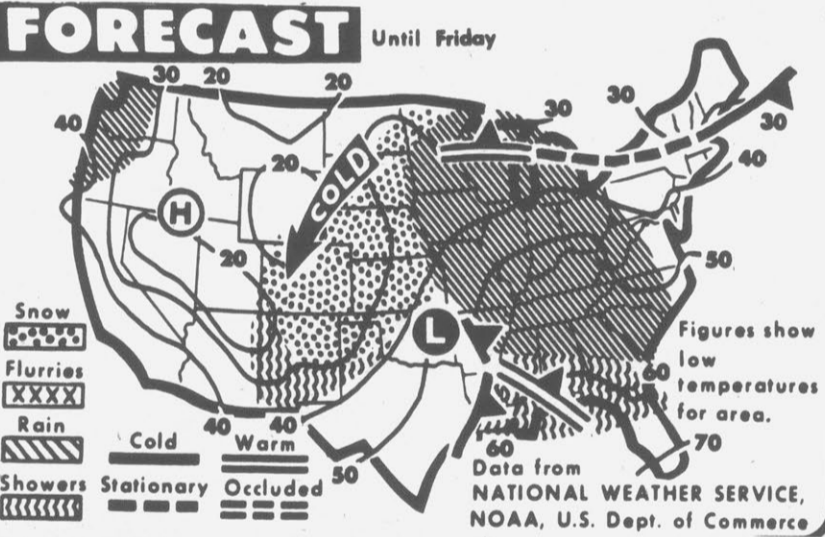 FORECAST
Until Friday
30 20 20
40
30
30
30
40
20
COLD
H
20
50
L
60
40 40
50
60
70
Snow
Flurries
Rain
Showers
Cold
Warm
Stationary
Occluded
Figures show
low
temperatures
for area.
Data from
NATIONAL WEATHER SERVICE,
NOAA, U.S. Dept. of Commerce